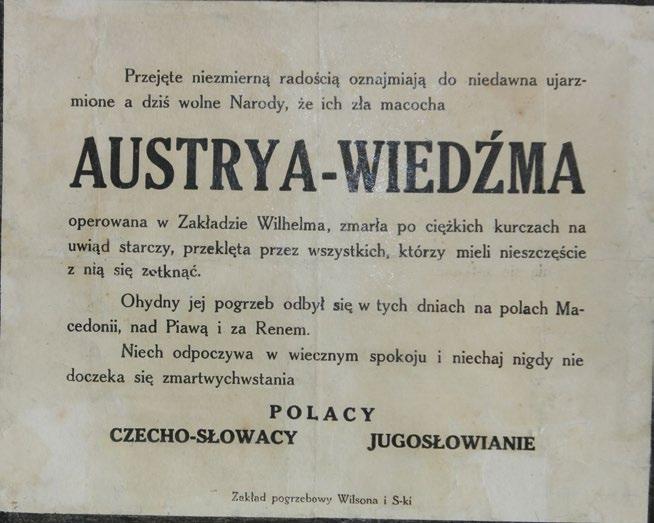 Przejęte niezmierną radością oznajmiają do niedawna ujarz-
mione a dziś wolne Narody, że ich zła macocha
AUSTRYA-WIEDŹMA
operowana w Zakładzie Wilhelma, zmarła po ciężkich kurczach na
uwiąd starczy, przeklęta przez wszystkich, którzy mieli nieszczęście
z nią się zetknąć.
Ohydny jej pogrzeb odbył się w tych dniach na polach Ma-
cedonii, nad Piawą i za Renem.
Niech odpoczywa w wiecznym spokoju i niechaj nigdy nie
doczeka się zmartwychwstania
POLACY
CZECHO-SŁOWACY JUGOSŁOWIANIE
Zakład pogrzebowy Wilsona i S-ki